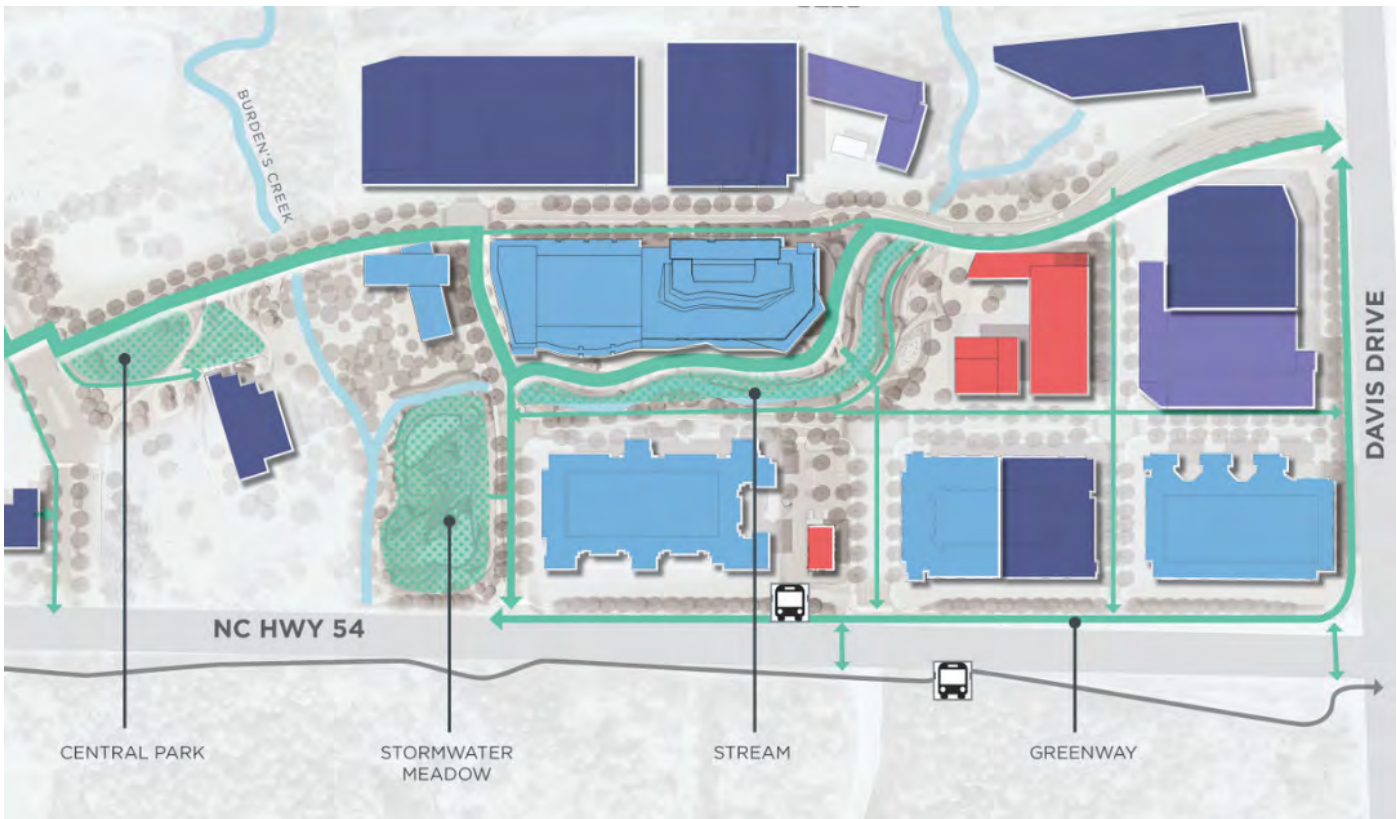 BURDEN'S CREEK
DAVIS DRIVE
NC HWY 54
CENTRAL PARK
STORMWATER
MEADOW
STREAM
GREENWAY